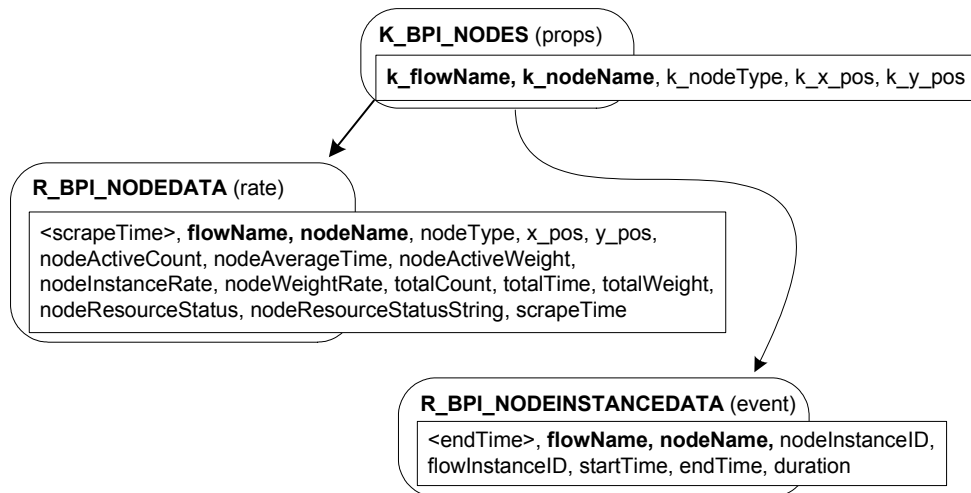 K_BPI_NODES (props)
k_flowName, k_nodeName, k_nodeType, k_x_pos, k_y_pos
R_BPI_NODEDATA (rate)
<scrapeTime>, flowName, nodeName, nodeType, x_pos, y_pos,
nodeActiveCount, nodeAverageTime, nodeActiveWeight,
nodeInstanceRate, nodeWeightRate, totalCount, totalTime, totalWeight,
nodeResourceStatus, nodeResourceStatusString, scrapeTime
R_BPI_NODEINSTANCEDATA (event)
<endTime>, flowName, nodeName, nodeInstanceID,
flowInstanceID, startTime, endTime, duration